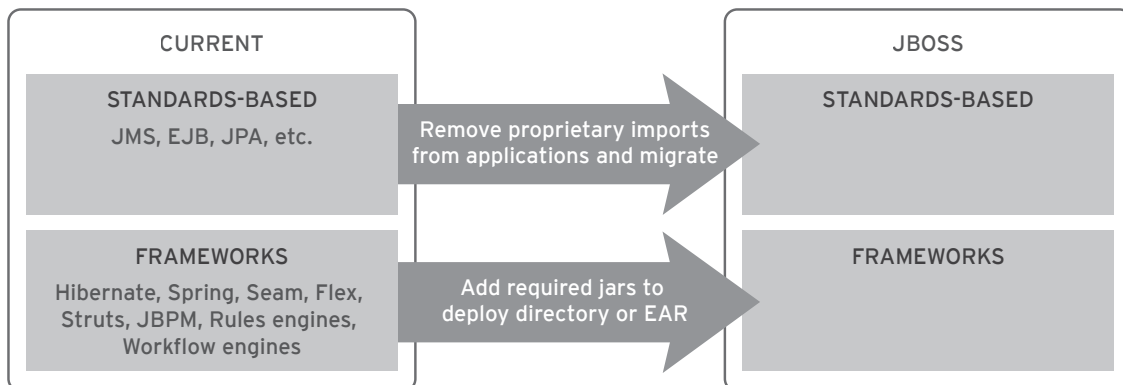 CURRENT
STANDARDS-BASED
JMS, EJB, JPA, etc.
FRAMEWORKS
Hibernate, Spring, Seam, Flex,
Struts, JBPM, Rules engines,
Workflow engines
Remove proprietary imports
from applications and migrate
Add required jars to
deploy directory or EAR
JBOSS
STANDARDS-BASED
FRAMEWORKS